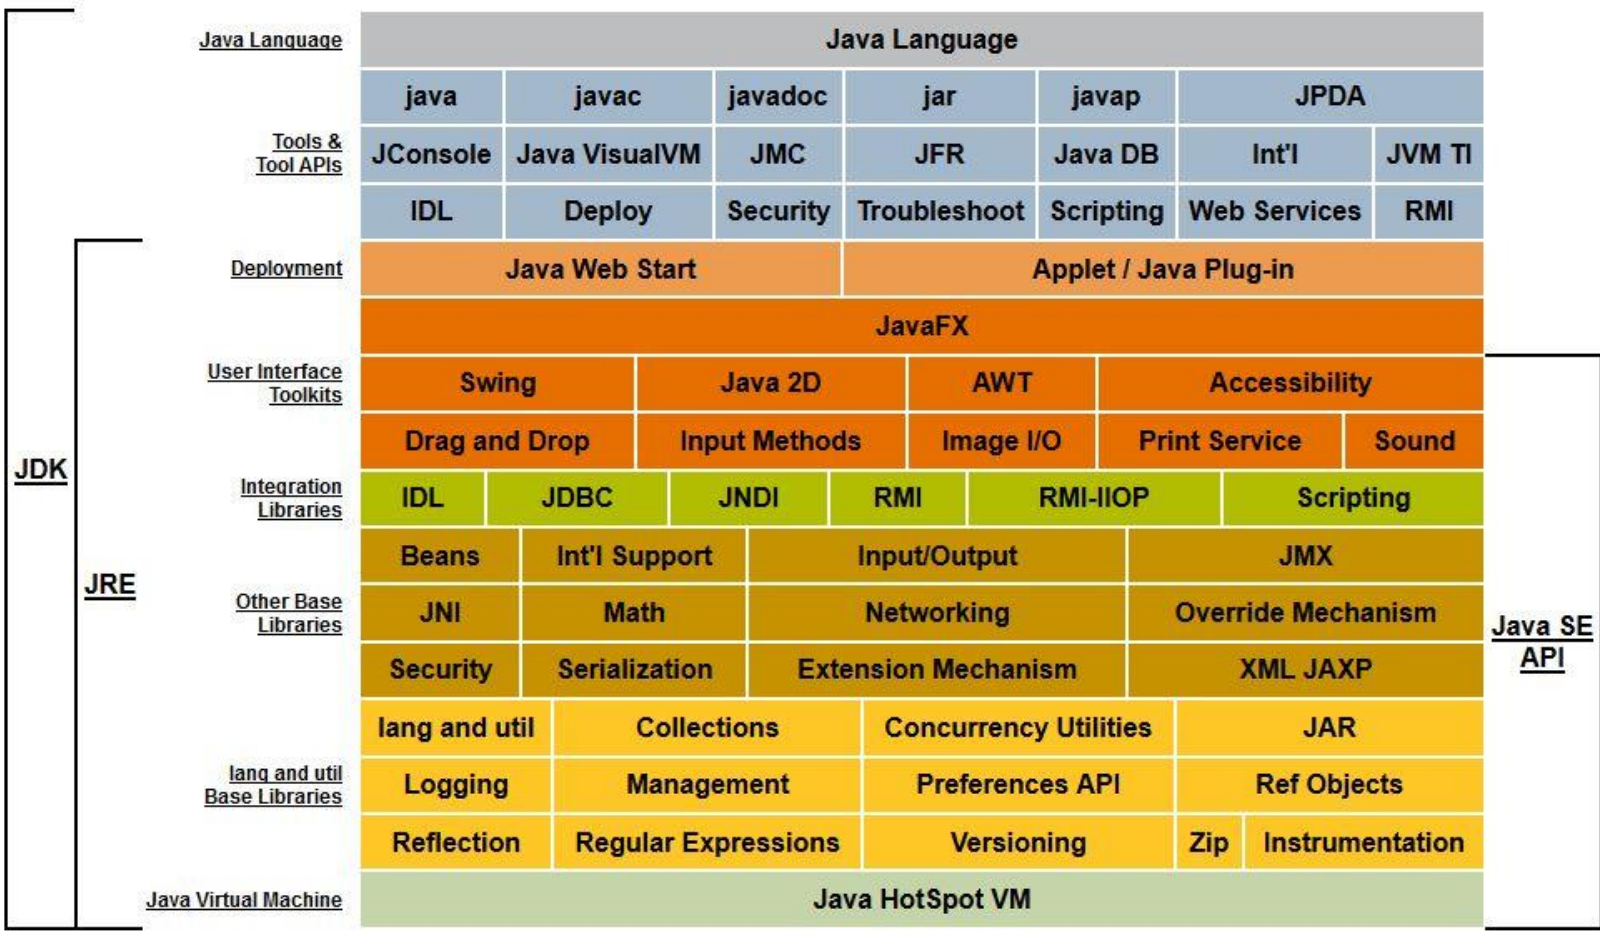 Java Language
Java Language
java javac javadoc jar javap JPDA
Tools &
Tool APIs
JConsole Java VisualVM JMC JFR Java DB Int'l JVM TI
IDL Deploy Security Troubleshoot Scripting Web Services RMI
Deployment
Java Web Start Applet / Java Plug-in
JavaFX
User Interface
Toolkits
Swing Java 2D AWT Accessibility
Drag and Drop Input Methods Image I/O Print Service Sound
JDK
Integration
Libraries
IDL JDBC JNDI RMI RMI-IIOP Scripting
Beans Int'l Support Input/Output JMX
JRE
Other Base
Libraries
JNI Math Networking Override Mechanism
Java SE
API
Security Serialization Extension Mechanism XML JAXP
lang and util Collections Concurrency Utilities JAR
lang and util
Base Libraries
Logging Management Preferences API Ref Objects
Reflection Regular Expressions Versioning Zip Instrumentation
Java Virtual Machine
Java HotSpot VM